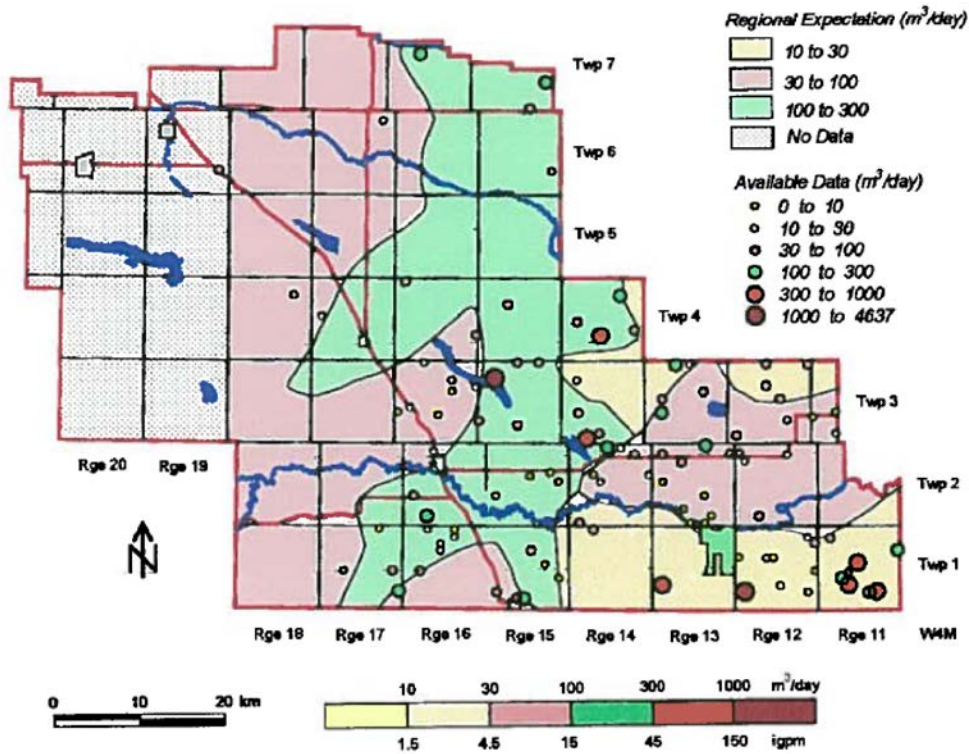 Regional Expectation (m³/day)
10 to 30
30 to 100
100 to 300
No Data
Available Data (m³/day)
0 to 10
10 to 30
30 to 100
100 to 300
300 to 1000
1000 to 4637
Twp 7
Twp 6
Twp 5
Twp 4
Twp 3
Rge 20 Rge 19
Twp 2
N
Twp 1
Rge 18 Rge 17 Rge 16 Rge 15 Rge 14 Rge 13 Rge 12 Rge 11 W4M
0 10 20 km
10 30 100 300 1000 m³/day
1.5 4.5 15 45 150 igpm